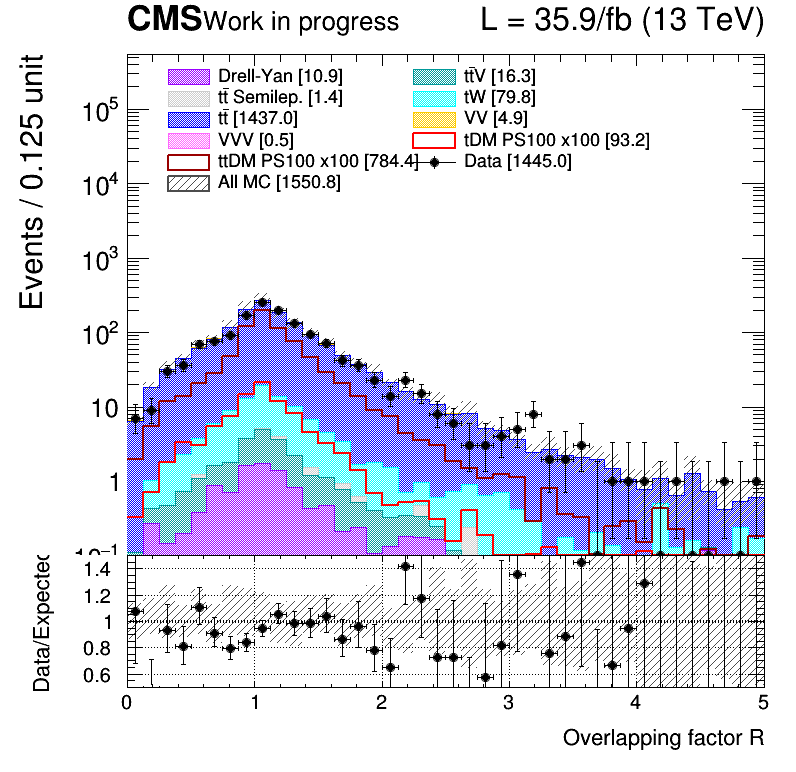 CMS Work in progress L = 35.9/fb (13 TeV)
Events / 0.125 unit
Drell-Yan [10.9] tt̄V [16.3]
tt̄ Semilep. [1.4] tW [79.8]
tt̄ [1437.0] VV [4.9]
VVV [0.5] tDM PS100 x100 [93.2]
ttDM PS100 x100 [784.4] Data [1445.0]
All MC [1550.8]
10⁵
10⁴
10³
10²
10
1
10⁻¹
Data/Expected
1.4
1.2
1
0.8
0.6
0 1 2 3 4 5
Overlapping factor R